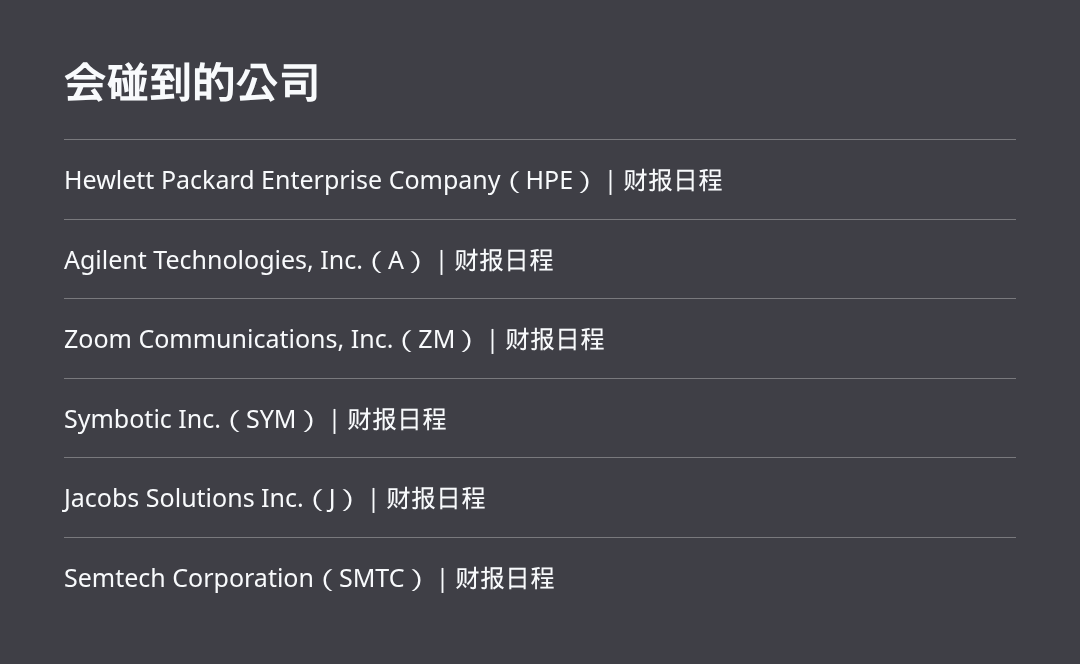 会碰到的公司
Hewlett Packard Enterprise Company（HPE）｜财报日程
Agilent Technologies, Inc.（A）｜财报日程
Zoom Communications, Inc.（ZM）｜财报日程
Symbotic Inc.（SYM）｜财报日程
Jacobs Solutions Inc.（J）｜财报日程
Semtech Corporation（SMTC）｜财报日程